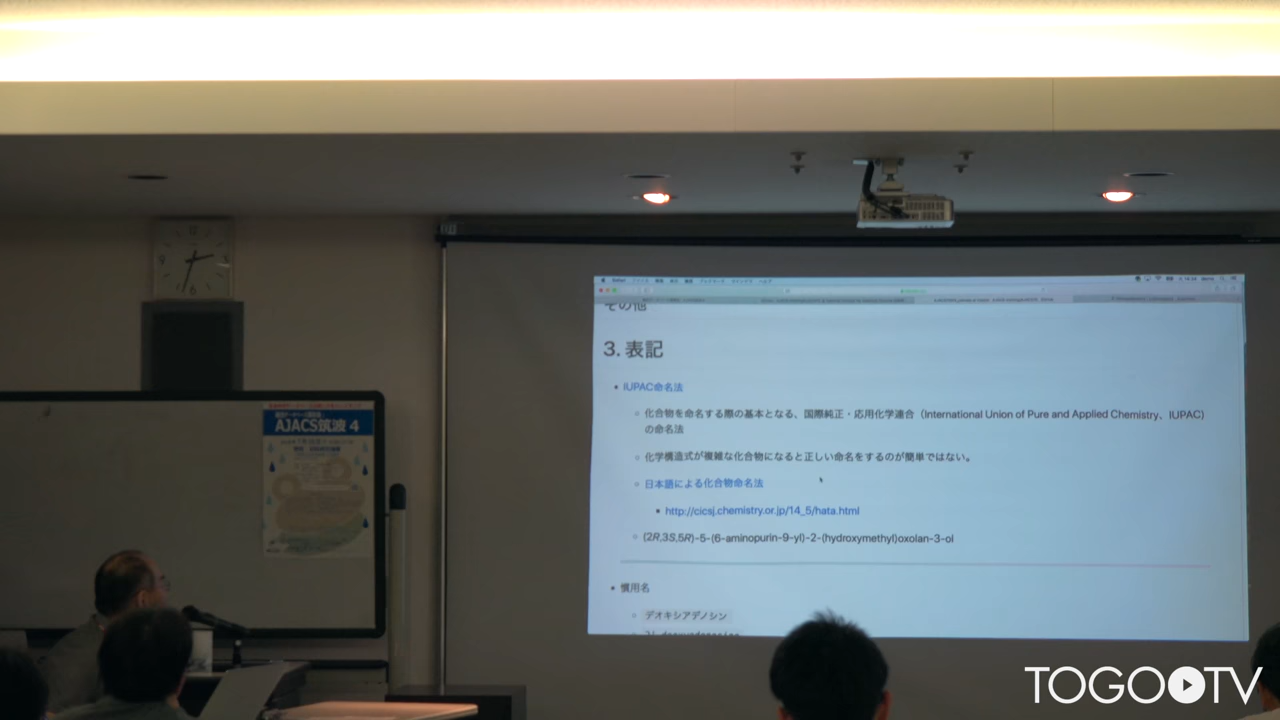 その他
3. 表記
IUPAC命名法
化合物を命名する際の基本となる、国際純正・応用化学連合（International Union of Pure and Applied Chemistry、IUPAC）
の命名法
化学構造式が複雑な化合物になると正しい命名をするのが簡単ではない。
日本語による化合物命名法
http://cicsj.chemistry.or.jp/14_5/hata.html
(2R,3S,5R)-5-(6-aminopurin-9-yl)-2-(hydroxymethyl)oxolan-3-ol
慣用名
デオキシアデノシン
AJACS筑波 4
TOGOTV